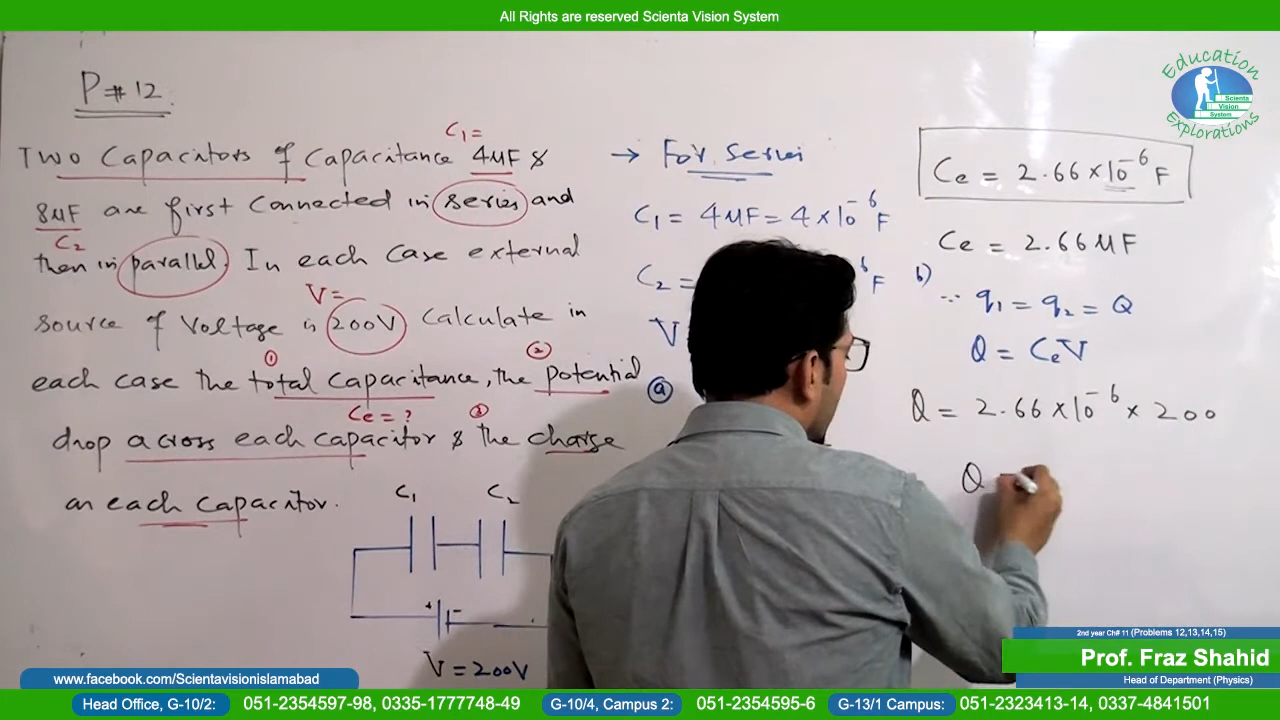 All Rights are reserved Scienta Vision System
Education
Scienta
Vision
System
Explorations
P#12.
C₁ =
Two Capacitors of Capacitance 4μF &
8μF are first Connected in series and
C₂
then in parallel In each case external
V=
source of Voltage is 200V Calculate in
① ②
each case the total capacitance, the potential
Ce = ? ③
drop across each capacitor & the charge
on each Capacitor.
C₁ C₂
+ -
V = 200V
→ For Series
C₁ = 4μF = 4×10⁻⁶F
C₂ = ⁶F
V
ⓐ
Ce = 2.66×10⁻⁶F
Ce = 2.66μF
b)
∵ q₁ = q₂ = Q
Q = CeV
Q = 2.66×10⁻⁶×200
Q
2nd year Ch# 11 (Problems 12,13,14,15)
Prof. Fraz Shahid
Head of Department (Physics)
www.facebook.com/Scientavisionislamabad
Head Office, G-10/2: 051-2354597-98, 0335-1777748-49 G-10/4, Campus 2: 051-2354595-6 G-13/1 Campus: 051-2323413-14, 0337-4841501